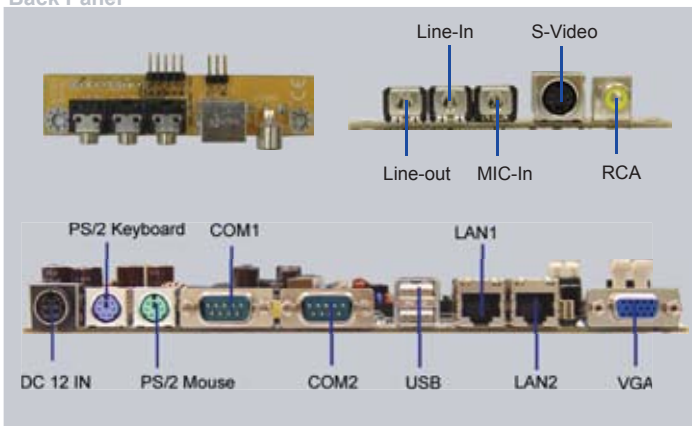 Back Panel
Line-In S-Video
Line-out MIC-In RCA
PS/2 Keyboard COM1 LAN1
DC 12 IN PS/2 Mouse COM2 USB LAN2 VGA